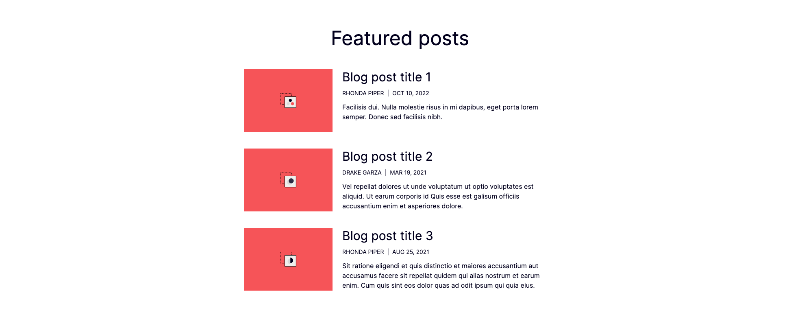 Featured posts
Blog post title 1
RHONDA PIPER | OCT 10, 2022
Facilisis dui. Nulla molestie risus in mi dapibus, eget porta lorem
semper. Donec sed facilisis nibh.
Blog post title 2
DRAKE GARZA | MAR 19, 2021
Vel repellat dolores ut unde voluptatum ut optio voluptates est
aliquid. Ut earum corporis id Quis esse est galisum officiis
accusantium enim et asperiores dolore.
Blog post title 3
RHONDA PIPER | AUG 25, 2021
Sit ratione eligendi et quis distinctio et maiores accusantium aut
accusamus facere sit repellat quidem qui alias nostrum et earum
enim. Cum quis sint eos dolor quas ad odit ipsum qui quia eius.